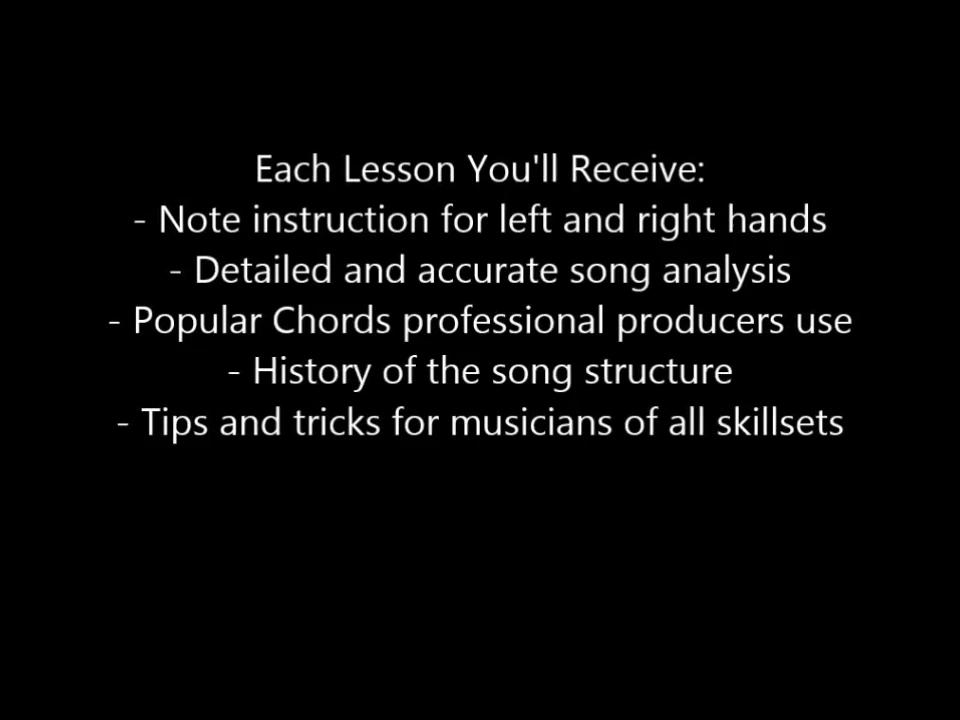 Each Lesson You'll Receive:
- Note instruction for left and right hands
- Detailed and accurate song analysis
- Popular Chords professional producers use
- History of the song structure
- Tips and tricks for musicians of all skillsets